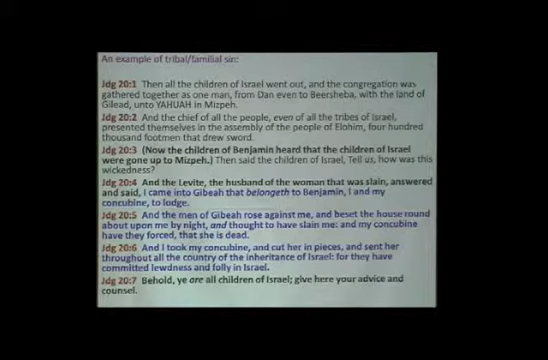 An example of tribal/familial sin:
Jdg 20:1 Then all the children of Israel went out, and the congregation was
gathered together as one man, from Dan even to Beersheba, with the land of
Gilead, unto YAHUAH in Mizpeh.
Jdg 20:2 And the chief of all the people, even of all the tribes of Israel,
presented themselves in the assembly of the people of Elohim, four hundred
thousand footmen that drew sword.
Jdg 20:3 (Now the children of Benjamin heard that the children of Israel
were gone up to Mizpeh.) Then said the children of Israel, Tell us, how was this
wickedness?
Jdg 20:4 And the Levite, the husband of the woman that was slain, answered
and said, I came into Gibeah that belongeth to Benjamin, I and my
concubine, to lodge.
Jdg 20:5 And the men of Gibeah rose against me, and beset the house round
about upon me by night, and thought to have slain me: and my concubine
have they forced, that she is dead.
Jdg 20:6 And I took my concubine, and cut her in pieces, and sent her
throughout all the country of the inheritance of Israel: for they have
committed lewdness and folly in Israel.
Jdg 20:7 Behold, ye are all children of Israel; give here your advice and
counsel.